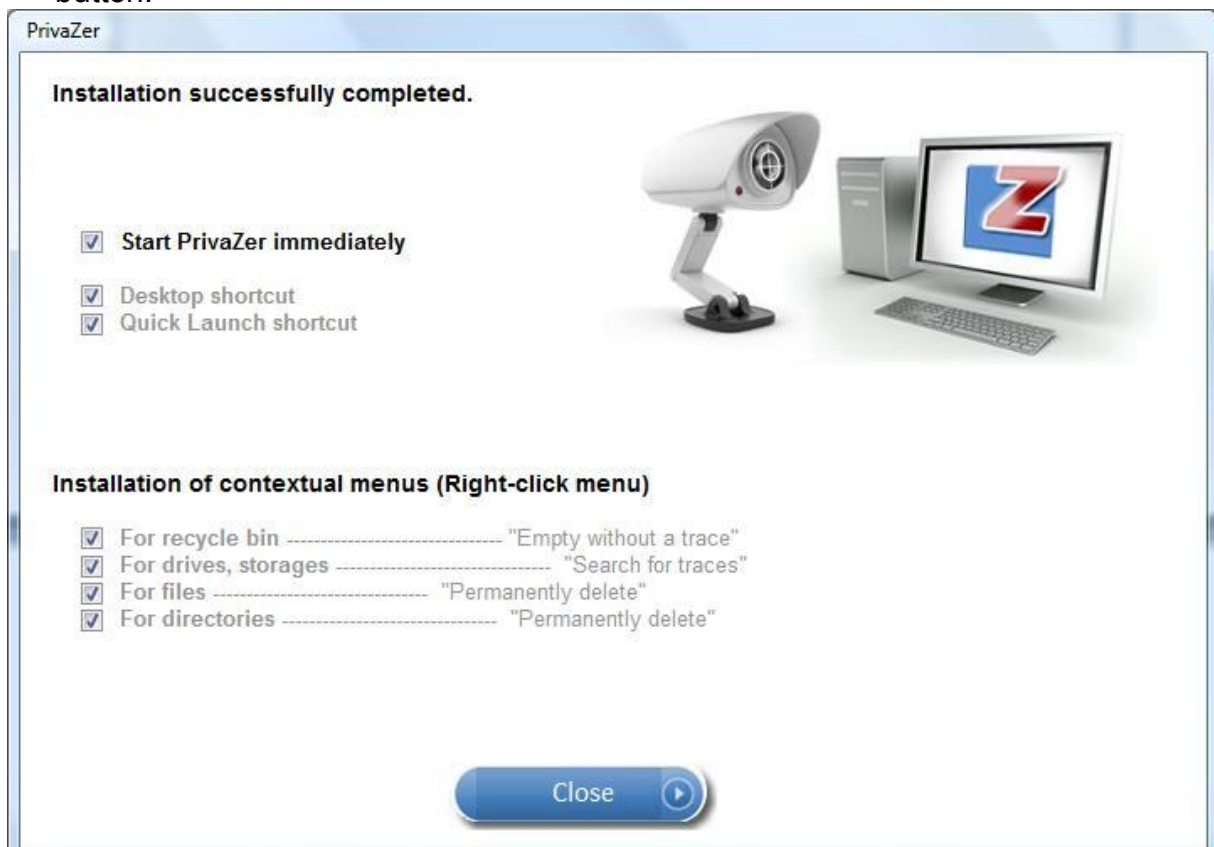 PrivaZer
Installation successfully completed.
Start PrivaZer immediately
Desktop shortcut
Quick Launch shortcut
Installation of contextual menus (Right-click menu)
For recycle bin ---------------------------------- "Empty without a trace"
For drives, storages ---------------------------------- "Search for traces"
For files ---------------------------------- "Permanently delete"
For directories ---------------------------------- "Permanently delete"
Close
Z